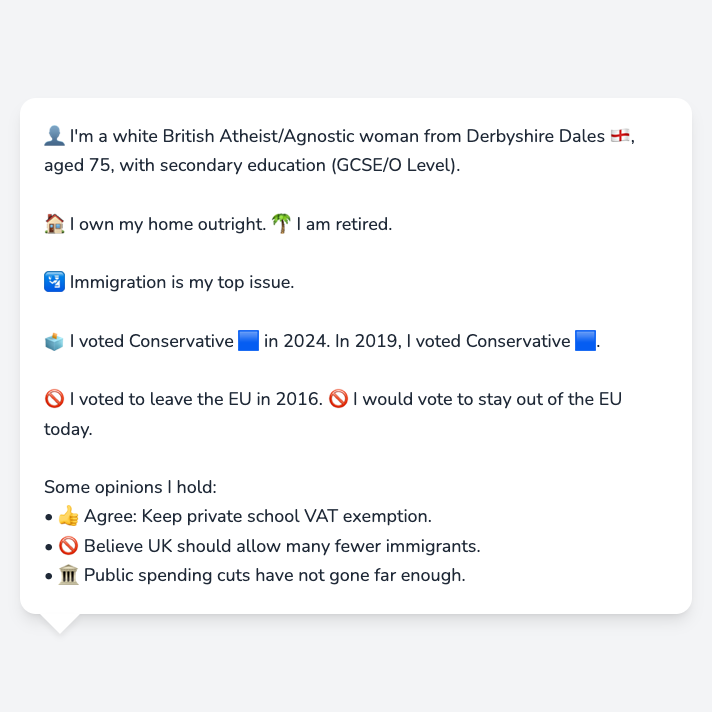 👤 I'm a white British Atheist/Agnostic woman from Derbyshire Dales 🏴󠁧󠁢󠁥󠁮󠁧󠁿,
aged 75, with secondary education (GCSE/O Level).
🏠 I own my home outright. 🌴 I am retired.
🛂 Immigration is my top issue.
🗳️ I voted Conservative 🟦 in 2024. In 2019, I voted Conservative 🟦.
🚫 I voted to leave the EU in 2016. 🚫 I would vote to stay out of the EU
today.
Some opinions I hold:
• 👍 Agree: Keep private school VAT exemption.
• 🚫 Believe UK should allow many fewer immigrants.
• 🏛️ Public spending cuts have not gone far enough.